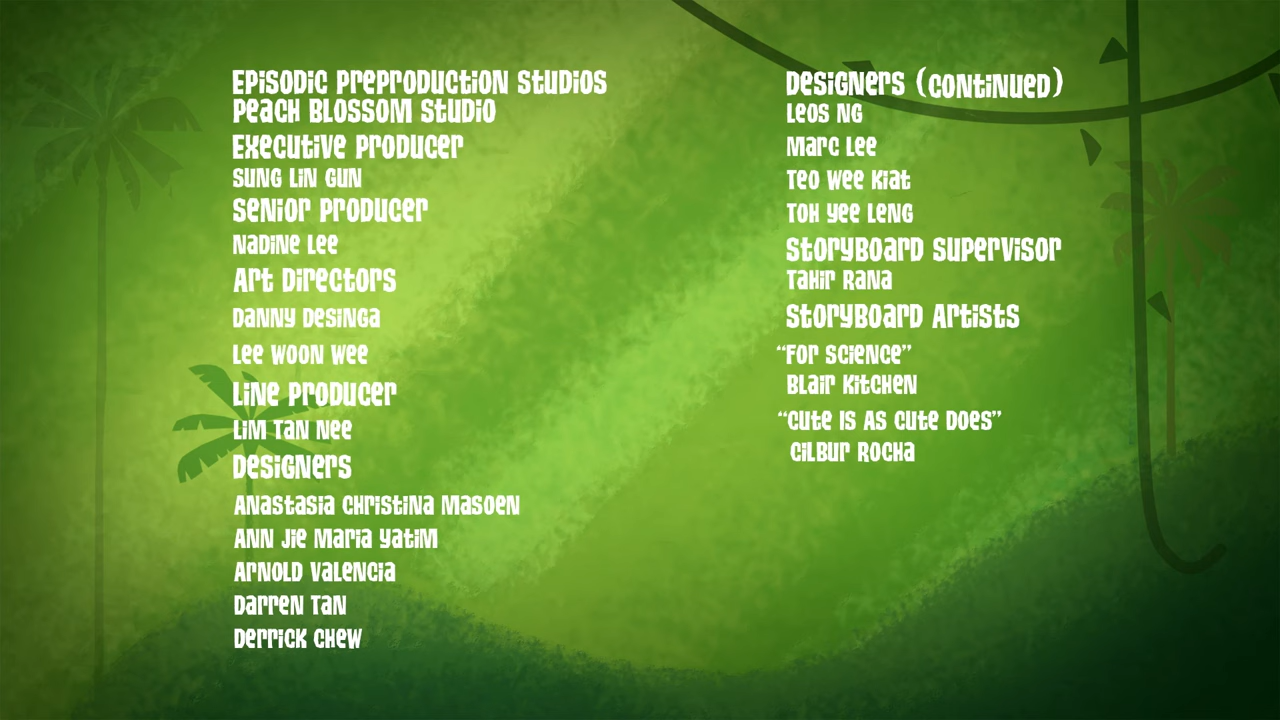 Episodic Preproduction Studios
Peach Blossom Studio
Executive Producer
Sung Lin Gun
Senior Producer
Nadine Lee
Art Directors
Danny Desinga
Lee Woon Wee
Line Producer
Lim Tan Nee
Designers
Anastasia Christina Masoen
Ann Jie Maria Yatim
Arnold Valencia
Darren Tan
Derrick Chew
Designers (Continued)
Leos Ng
Marc Lee
Teo Wee Kiat
Toh Yee Leng
Storyboard Supervisor
Tahir Rana
Storyboard Artists
“For Science”
Blair Kitchen
“Cute Is As Cute Does”
Cilbur Rocha